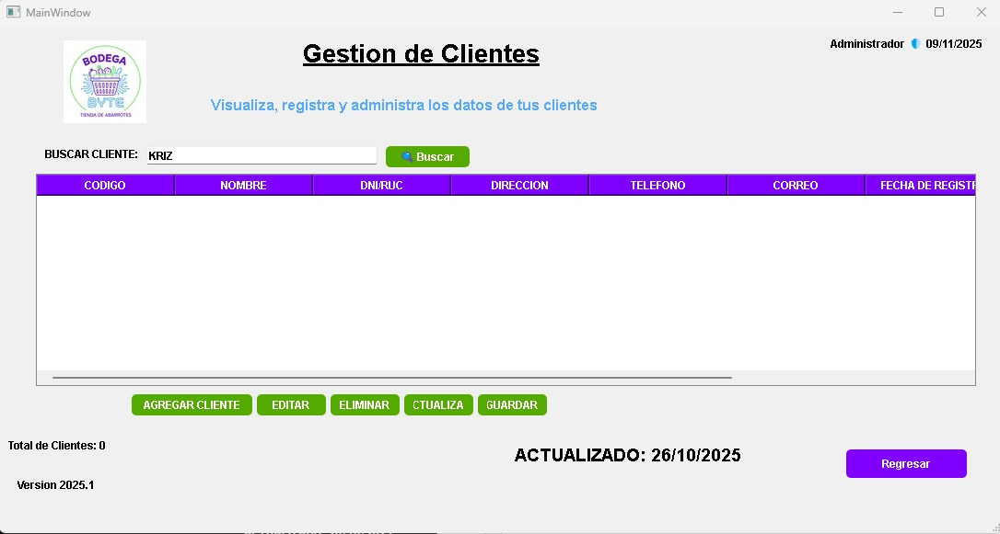 MainWindow
Administrador 09/11/2025
Gestion de Clientes
BODEGA
BYTE
TIENDA DE ABARROTES
Visualiza, registra y administra los datos de tus clientes
BUSCAR CLIENTE: KRIZ Buscar
CODIGO NOMBRE DNI/RUC DIRECCION TELEFONO CORREO FECHA DE REGISTR
AGREGAR CLIENTE EDITAR ELIMINAR CTUALIZA GUARDAR
Total de Clientes: 0
ACTUALIZADO: 26/10/2025
Regresar
Version 2025.1